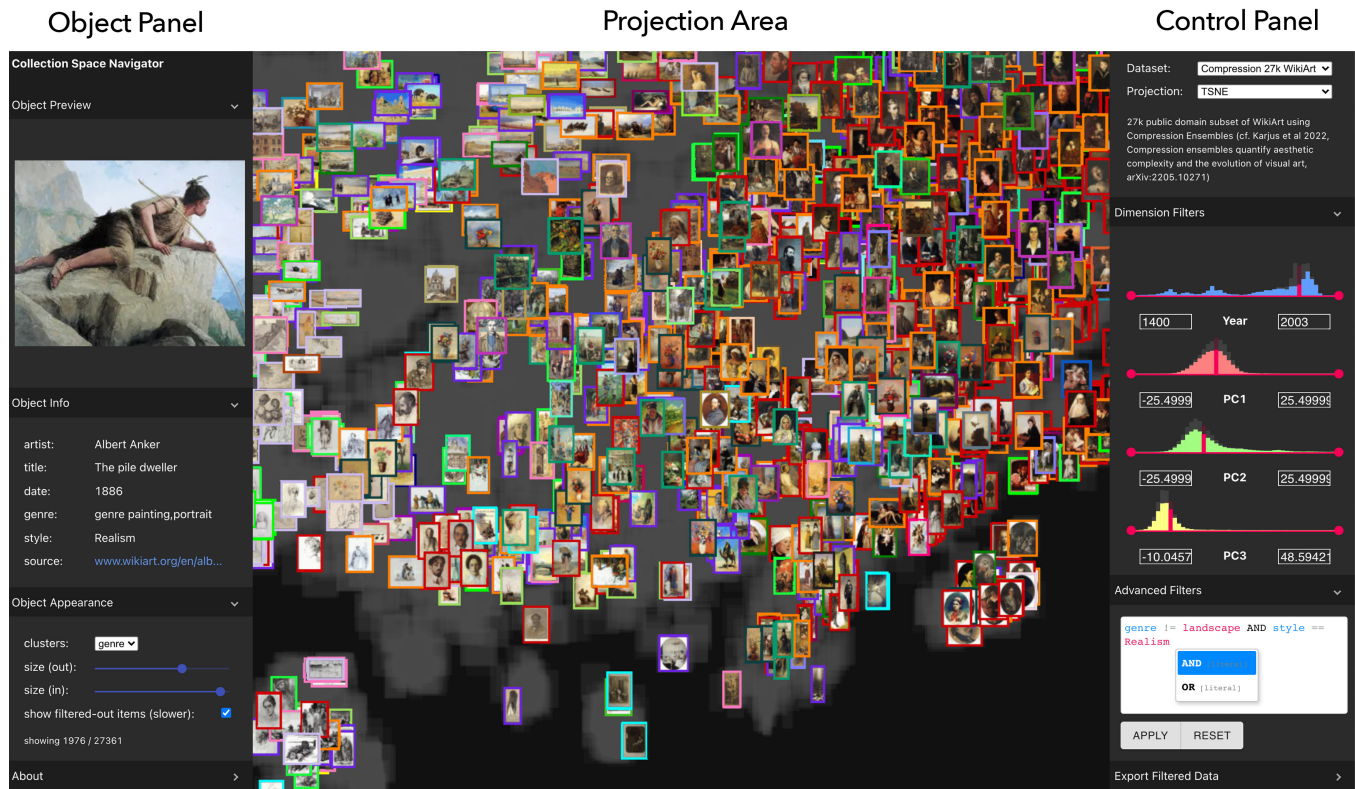 Object Panel
Projection Area
Control Panel
Collection Space Navigator
Object Preview
Object Info
artist: Albert Anker
title: The pile dweller
date: 1886
genre: genre painting,portrait
style: Realism
source: www.wikiart.org/en/alb...
Object Appearance
clusters: genre
size (out):
size (in):
show filtered-out items (slower):
showing 1976 / 27361
About
Dataset: Compression 27k WikiArt
Projection: TSNE
27k public domain subset of WikiArt using
Compression Ensembles (cf. Karjus et al 2022,
Compression ensembles quantify aesthetic
complexity and the evolution of visual art,
arXiv:2205.10271)
Dimension Filters
1400 Year 2003
-25.4999 PC1 25.49999
-25.4999 PC2 25.49999
-10.0457 PC3 48.59421
Advanced Filters
genre != landscape AND style ==
Realism
AND [literal]
OR [literal]
APPLY RESET
Export Filtered Data